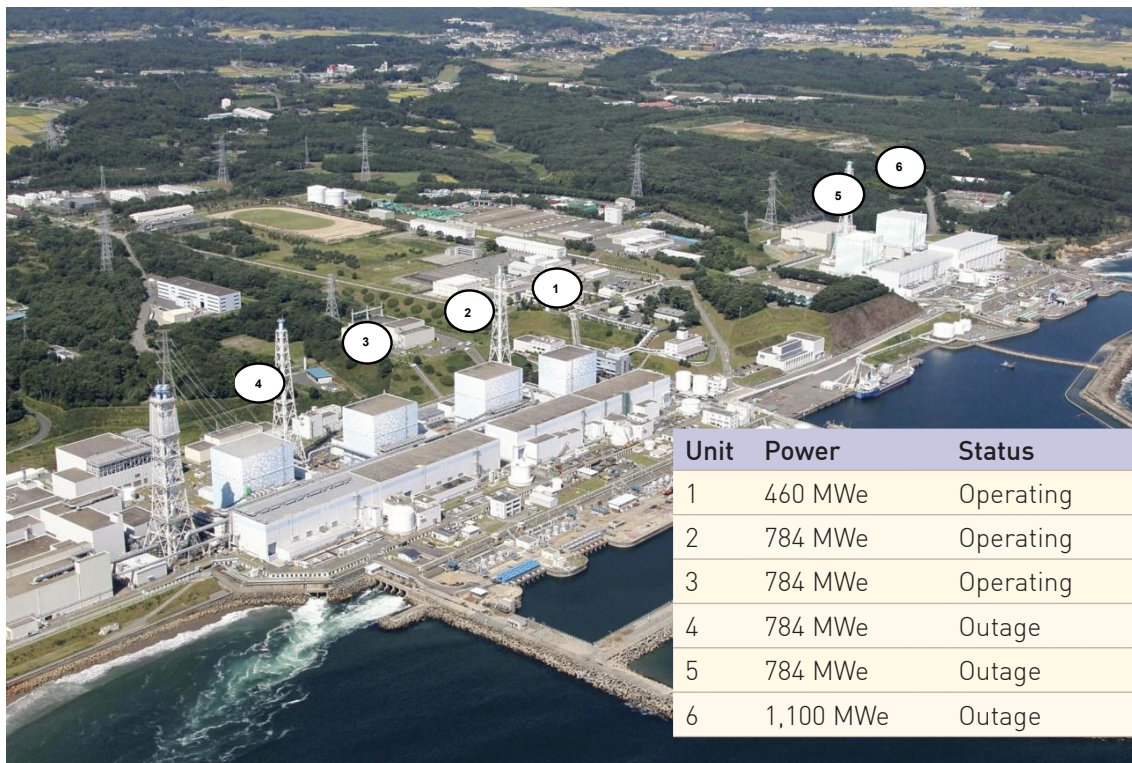 6
5
1
2
3
4
Unit Power Status
1 460 MWe Operating
2 784 MWe Operating
3 784 MWe Operating
4 784 MWe Outage
5 784 MWe Outage
6 1,100 MWe Outage